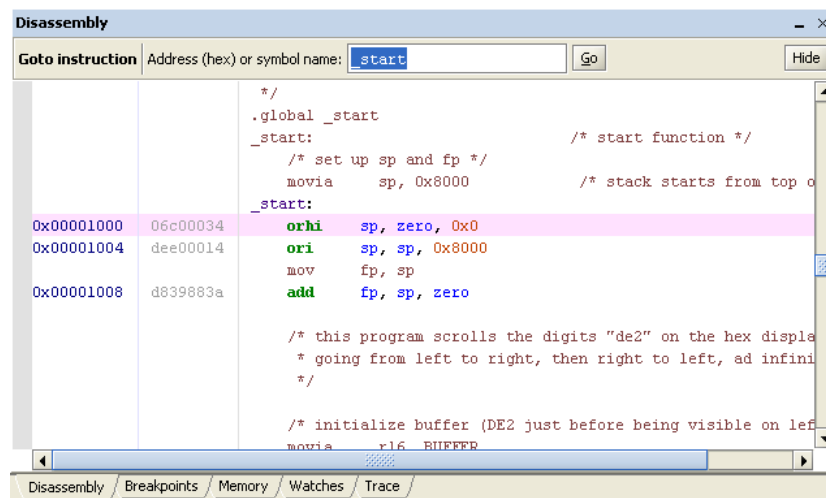 Disassembly
Goto instruction Address (hex) or symbol name: _start Go Hide
*/
.global _start
_start: /* start function */
/* set up sp and fp */
movia sp, 0x8000 /* stack starts from top o
_start:
0x00001000 06c00034 orhi sp, zero, 0x0
0x00001004 dee00014 ori sp, sp, 0x8000
mov fp, sp
0x00001008 d839883a add fp, sp, zero
/* this program scrolls the digits "de2" on the hex displa
* going from left to right, then right to left, ad infini
*/
/* initialize buffer (DE2 just before being visible on lef
movia r16, BUFFER
Disassembly Breakpoints Memory Watches Trace